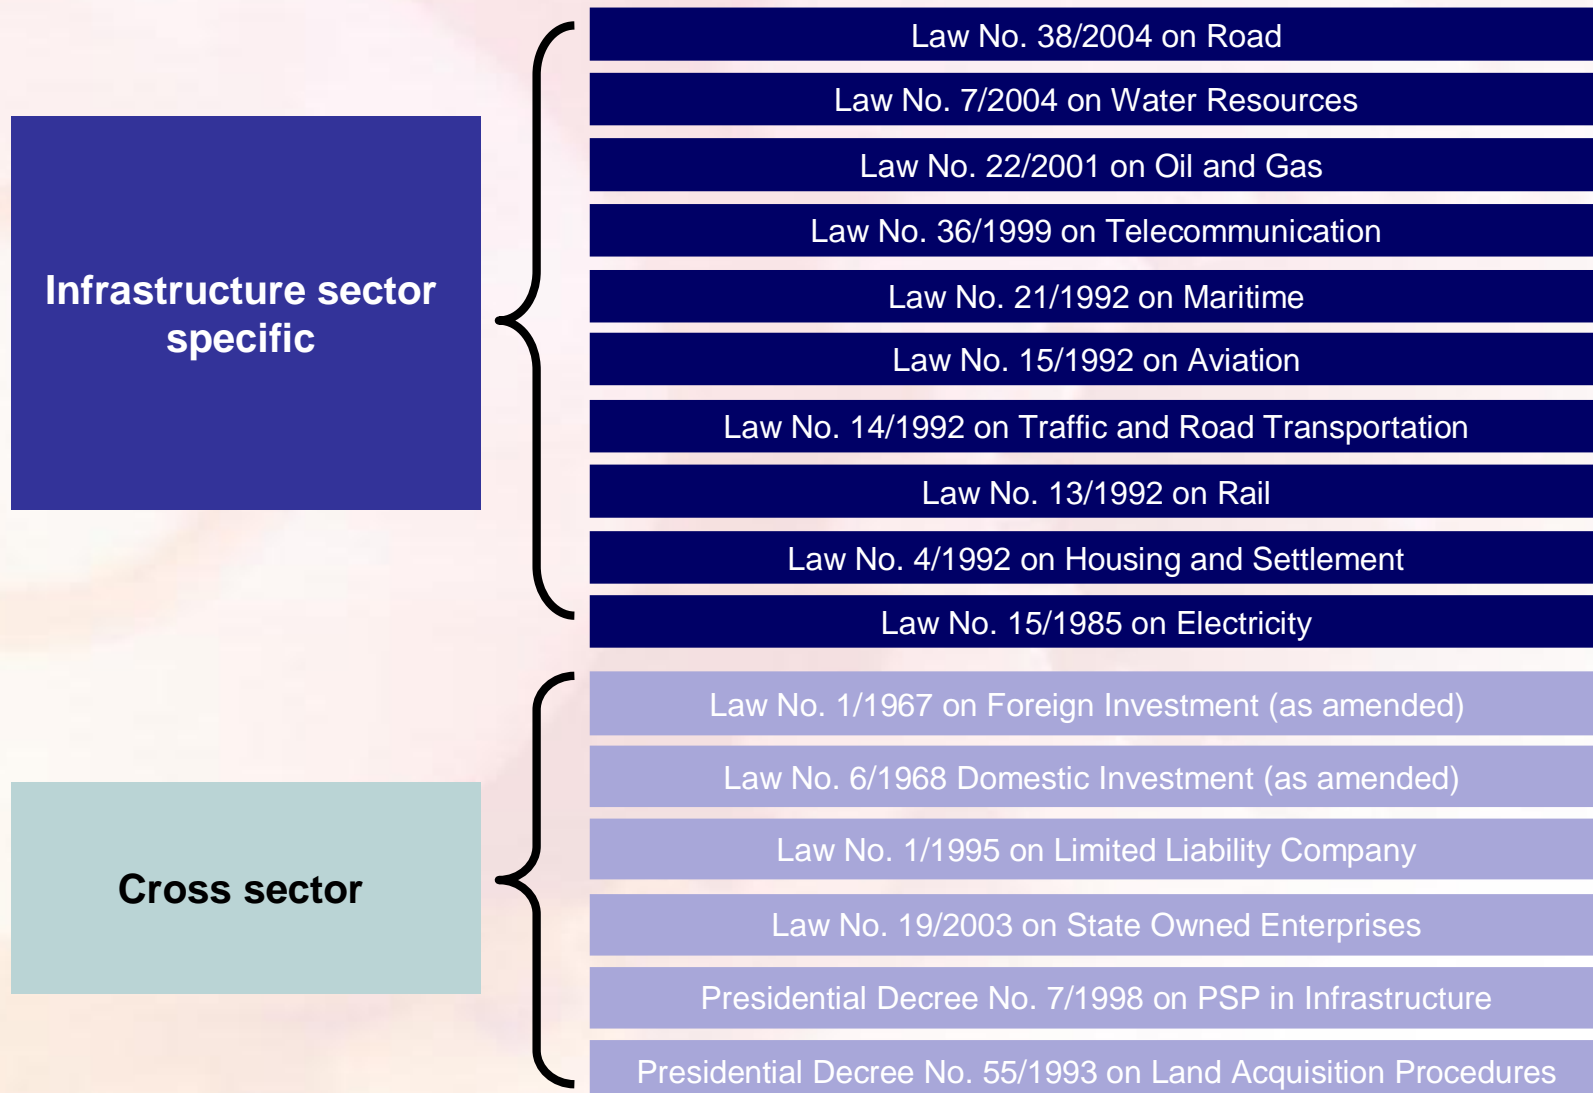 Infrastructure sector
specific
Law No. 38/2004 on Road
Law No. 7/2004 on Water Resources
Law No. 22/2001 on Oil and Gas
Law No. 36/1999 on Telecommunication
Law No. 21/1992 on Maritime
Law No. 15/1992 on Aviation
Law No. 14/1992 on Traffic and Road Transportation
Law No. 13/1992 on Rail
Law No. 4/1992 on Housing and Settlement
Law No. 15/1985 on Electricity
Cross sector
Law No. 1/1967 on Foreign Investment (as amended)
Law No. 6/1968 Domestic Investment (as amended)
Law No. 1/1995 on Limited Liability Company
Law No. 19/2003 on State Owned Enterprises
Presidential Decree No. 7/1998 on PSP in Infrastructure
Presidential Decree No. 55/1993 on Land Acquisition Procedures